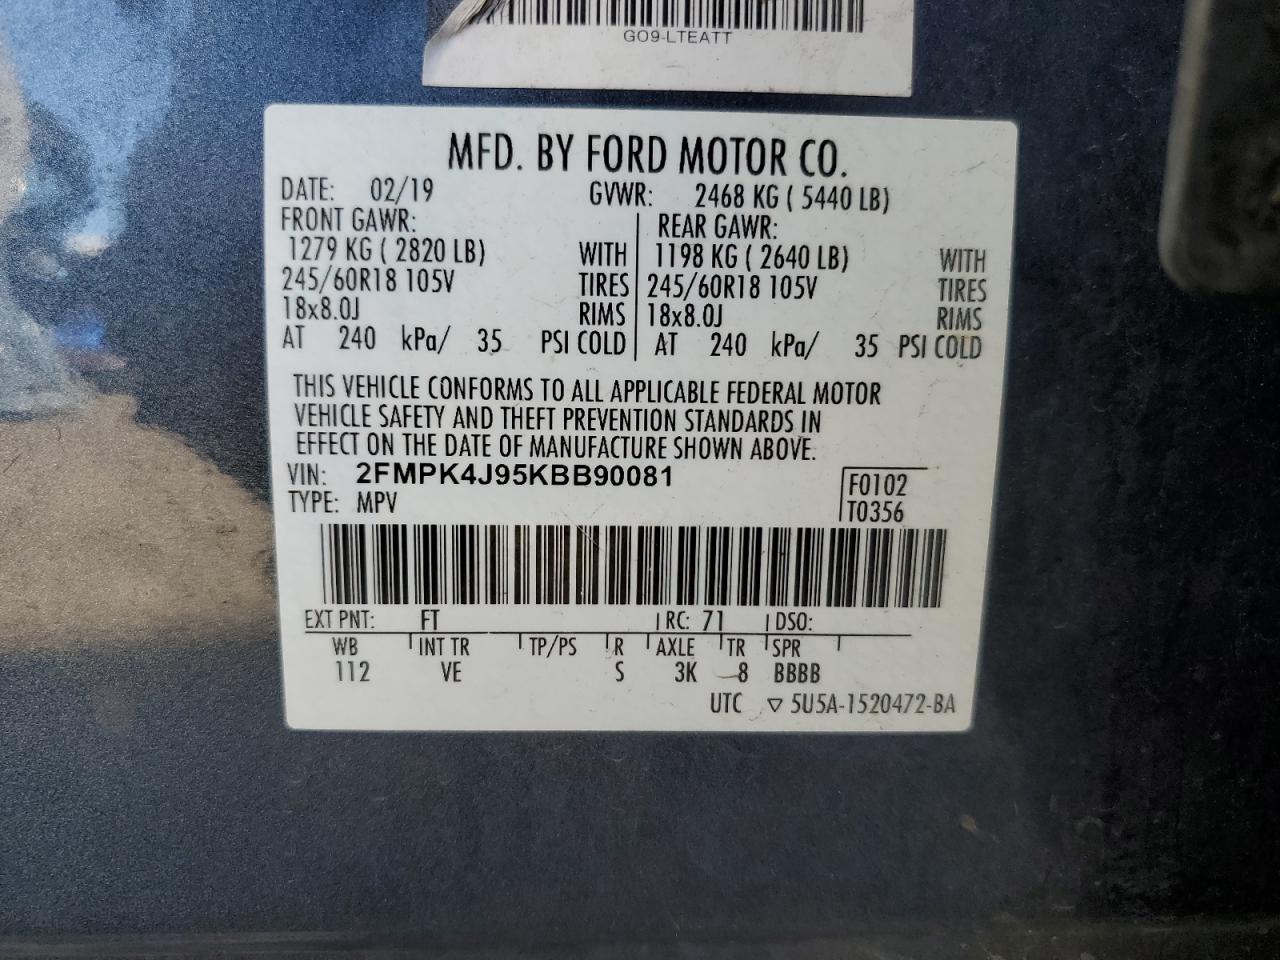 GO9-LTEATT
MFD. BY FORD MOTOR CO.
DATE: 02/19 GVWR: 2468 KG ( 5440 LB)
FRONT GAWR: REAR GAWR:
1279 KG ( 2820 LB) WITH 1198 KG ( 2640 LB) WITH
245/60R18 105V TIRES 245/60R18 105V TIRES
18x8.0J RIMS 18x8.0J RIMS
AT 240 kPa/ 35 PSI COLD AT 240 kPa/ 35 PSI COLD
THIS VEHICLE CONFORMS TO ALL APPLICABLE FEDERAL MOTOR
VEHICLE SAFETY AND THEFT PREVENTION STANDARDS IN
EFFECT ON THE DATE OF MANUFACTURE SHOWN ABOVE.
VIN: 2FMPK4J95KBB90081 F0102
TYPE: MPV T0356
EXT PNT: FT RC: 71 DSO:
WB INT TR TP/PS R AXLE TR SPR
112 VE S 3K 8 BBBB
UTC ▽ 5U5A-1520472-BA